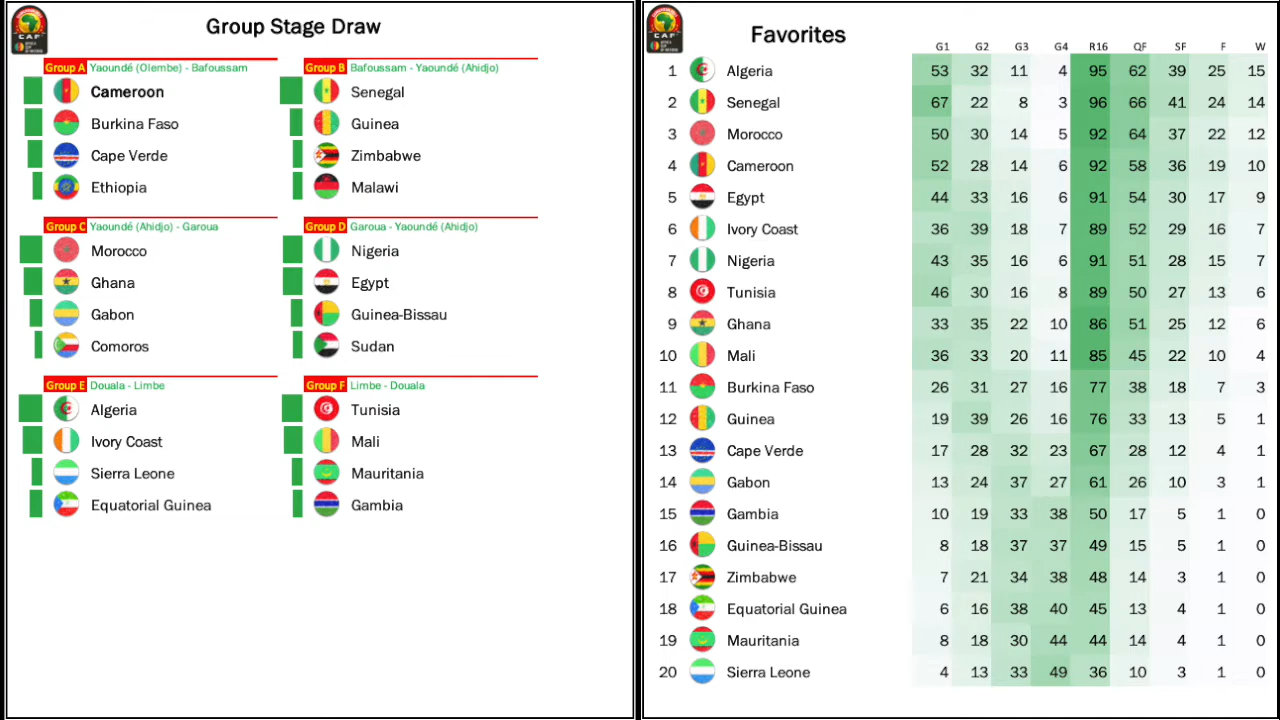 Group Stage Draw
CAF
Group A Yaoundé (Olembe) - Bafoussam
Cameroon
Burkina Faso
Cape Verde
Ethiopia
Group B Bafoussam - Yaoundé (Ahidjo)
Senegal
Guinea
Zimbabwe
Malawi
Group C Yaoundé (Ahidjo) - Garoua
Morocco
Ghana
Gabon
Comoros
Group D Garoua - Yaoundé (Ahidjo)
Nigeria
Egypt
Guinea-Bissau
Sudan
Group E Douala - Limbe
Algeria
Ivory Coast
Sierra Leone
Equatorial Guinea
Group F Limbe - Douala
Tunisia
Mali
Mauritania
Gambia
CAF
Favorites
G1 G2 G3 G4 R16 QF SF F W
1 Algeria 53 32 11 4 95 62 39 25 15
2 Senegal 67 22 8 3 96 66 41 24 14
3 Morocco 50 30 14 5 92 64 37 22 12
4 Cameroon 52 28 14 6 92 58 36 19 10
5 Egypt 44 33 16 6 91 54 30 17 9
6 Ivory Coast 36 39 18 7 89 52 29 16 7
7 Nigeria 43 35 16 6 91 51 28 15 7
8 Tunisia 46 30 16 8 89 50 27 13 6
9 Ghana 33 35 22 10 86 51 25 12 6
10 Mali 36 33 20 11 85 45 22 10 4
11 Burkina Faso 26 31 27 16 77 38 18 7 3
12 Guinea 19 39 26 16 76 33 13 5 1
13 Cape Verde 17 28 32 23 67 28 12 4 1
14 Gabon 13 24 37 27 61 26 10 3 1
15 Gambia 10 19 33 38 50 17 5 1 0
16 Guinea-Bissau 8 18 37 37 49 15 5 1 0
17 Zimbabwe 7 21 34 38 48 14 3 1 0
18 Equatorial Guinea 6 16 38 40 45 13 4 1 0
19 Mauritania 8 18 30 44 44 14 4 1 0
20 Sierra Leone 4 13 33 49 36 10 3 1 0